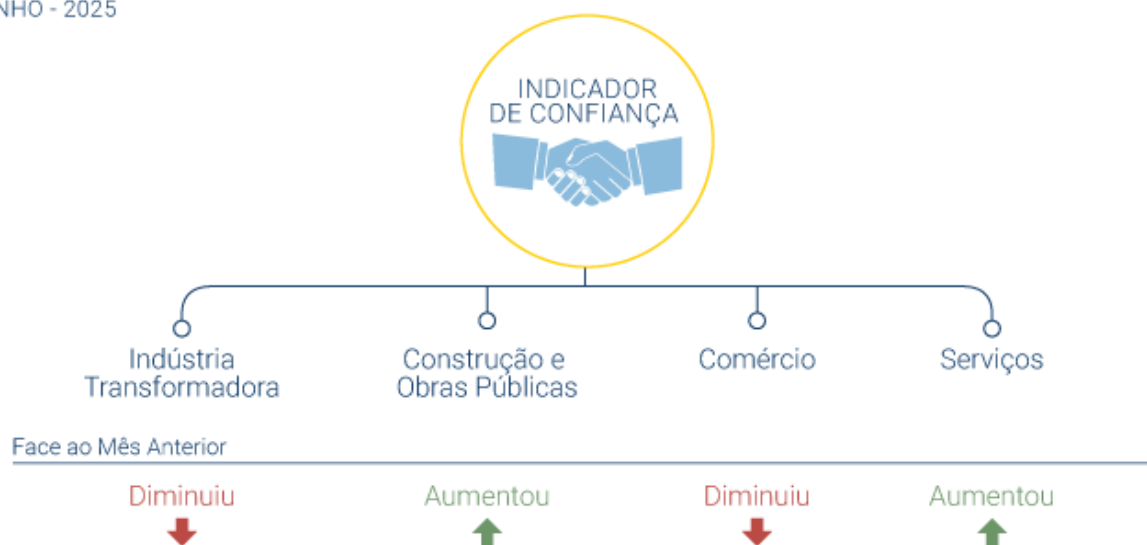 NHO - 2025
INDICADOR
DE CONFIANÇA
Indústria
Transformadora
Construção e
Obras Públicas
Comércio
Serviços
Face ao Mês Anterior
Diminuiu
Aumentou
Diminuiu
Aumentou